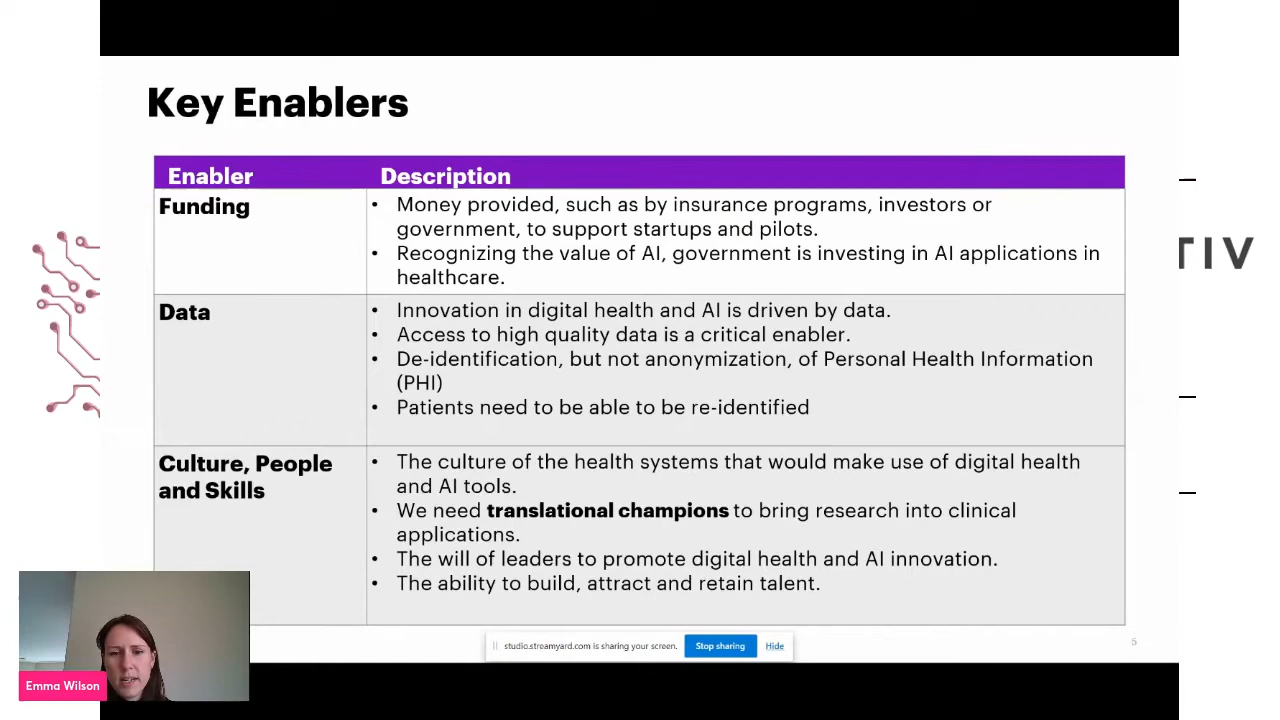 Key Enablers
Enabler
Description
Funding
• Money provided, such as by insurance programs, investors or
government, to support startups and pilots.
• Recognizing the value of AI, government is investing in AI applications in
healthcare.
Data
• Innovation in digital health and AI is driven by data.
• Access to high quality data is a critical enabler.
• De-identification, but not anonymization, of Personal Health Information
(PHI)
• Patients need to be able to be re-identified
Culture, People
and Skills
• The culture of the health systems that would make use of digital health
and AI tools.
• We need translational champions to bring research into clinical
applications.
• The will of leaders to promote digital health and AI innovation.
• The ability to build, attract and retain talent.
TIV
studio.streamyard.com is sharing your screen.
Stop sharing
Hide
5
Emma Wilson